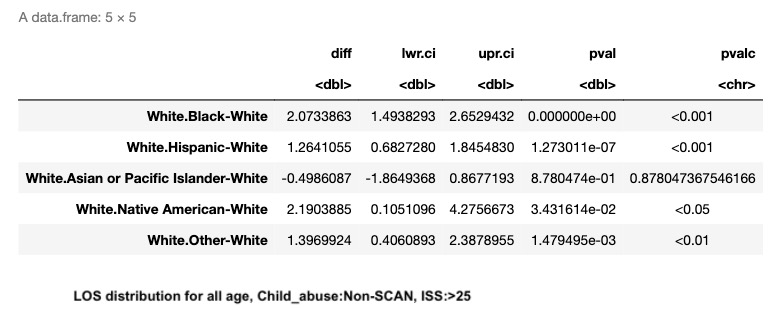 A data.frame: 5 × 5
diff lwr.ci upr.ci pval pvalc
<dbl> <dbl> <dbl> <dbl> <chr>
White.Black-White 2.0733863 1.4938293 2.6529432 0.000000e+00 <0.001
White.Hispanic-White 1.2641055 0.6827280 1.8454830 1.273011e-07 <0.001
White.Asian or Pacific Islander-White -0.4986087 -1.8649368 0.8677193 8.780474e-01 0.878047367546166
White.Native American-White 2.1903885 0.1051096 4.2756673 3.431614e-02 <0.05
White.Other-White 1.3969924 0.4060893 2.3878955 1.479495e-03 <0.01
LOS distribution for all age, Child_abuse:Non-SCAN, ISS:>25